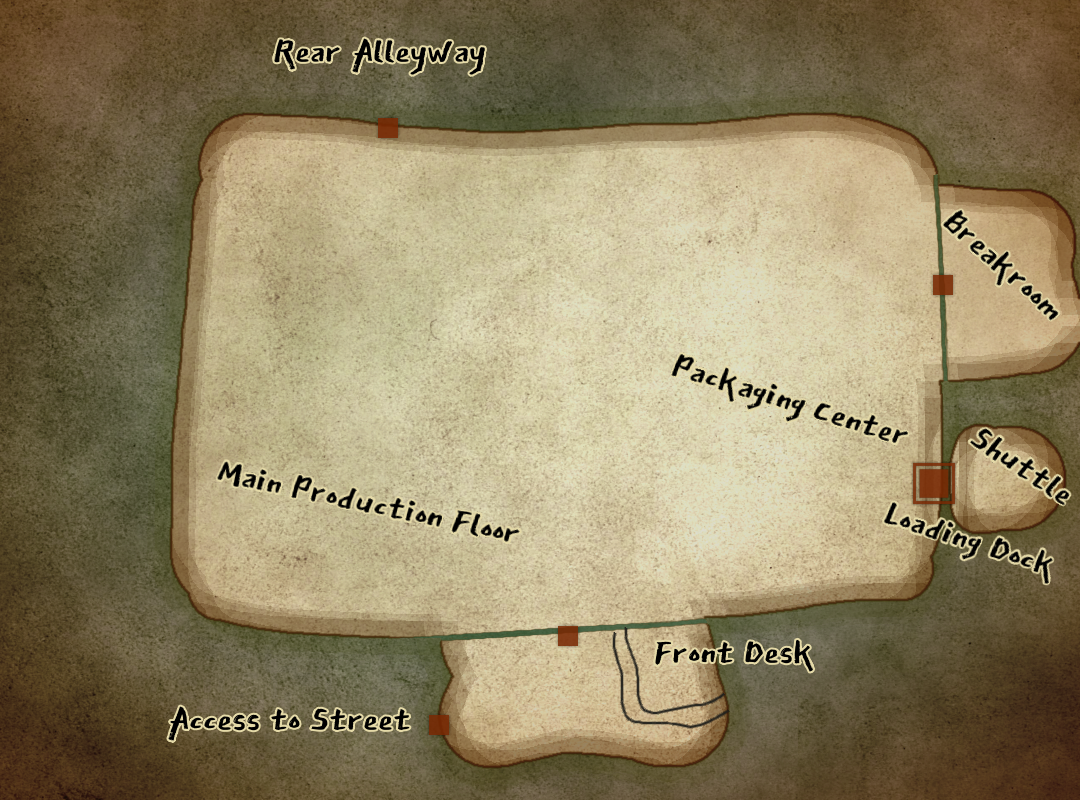 Rear Alleyway
Breakroom
Packaging Center
Shuttle
Main Production Floor
Loading Dock
Front Desk
Access to Street